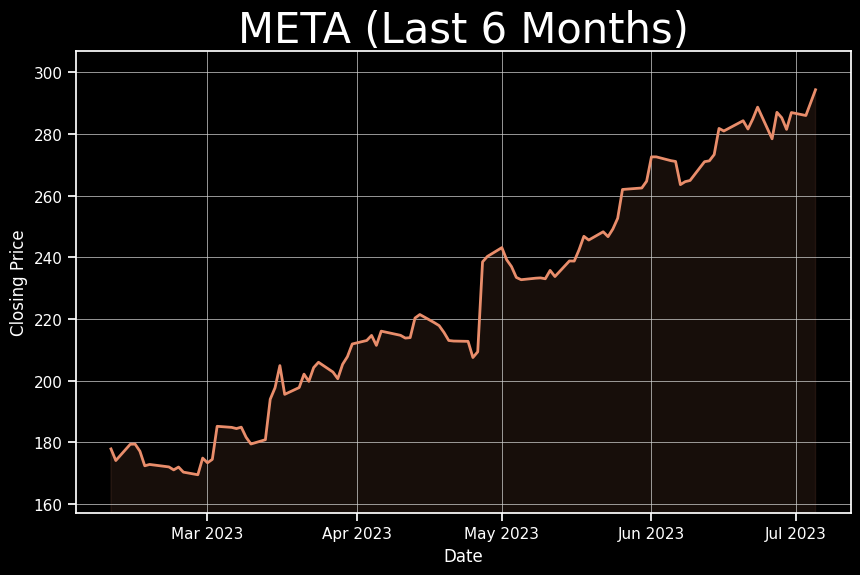 META (Last 6 Months)
300
280
260
240
220
200
180
160
Closing Price
Mar 2023
Apr 2023
May 2023
Jun 2023
Jul 2023
Date